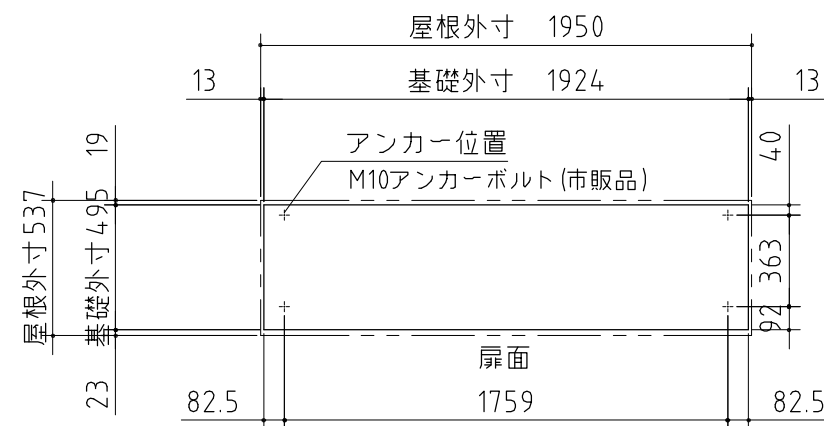 屋根外寸 1950
13 基礎外寸 1924 13
アンカー位置
M10アンカーボルト(市販品)
19
屋根外寸537
基礎外寸495
23
40
363
92
扉面
82.5 1759 82.5